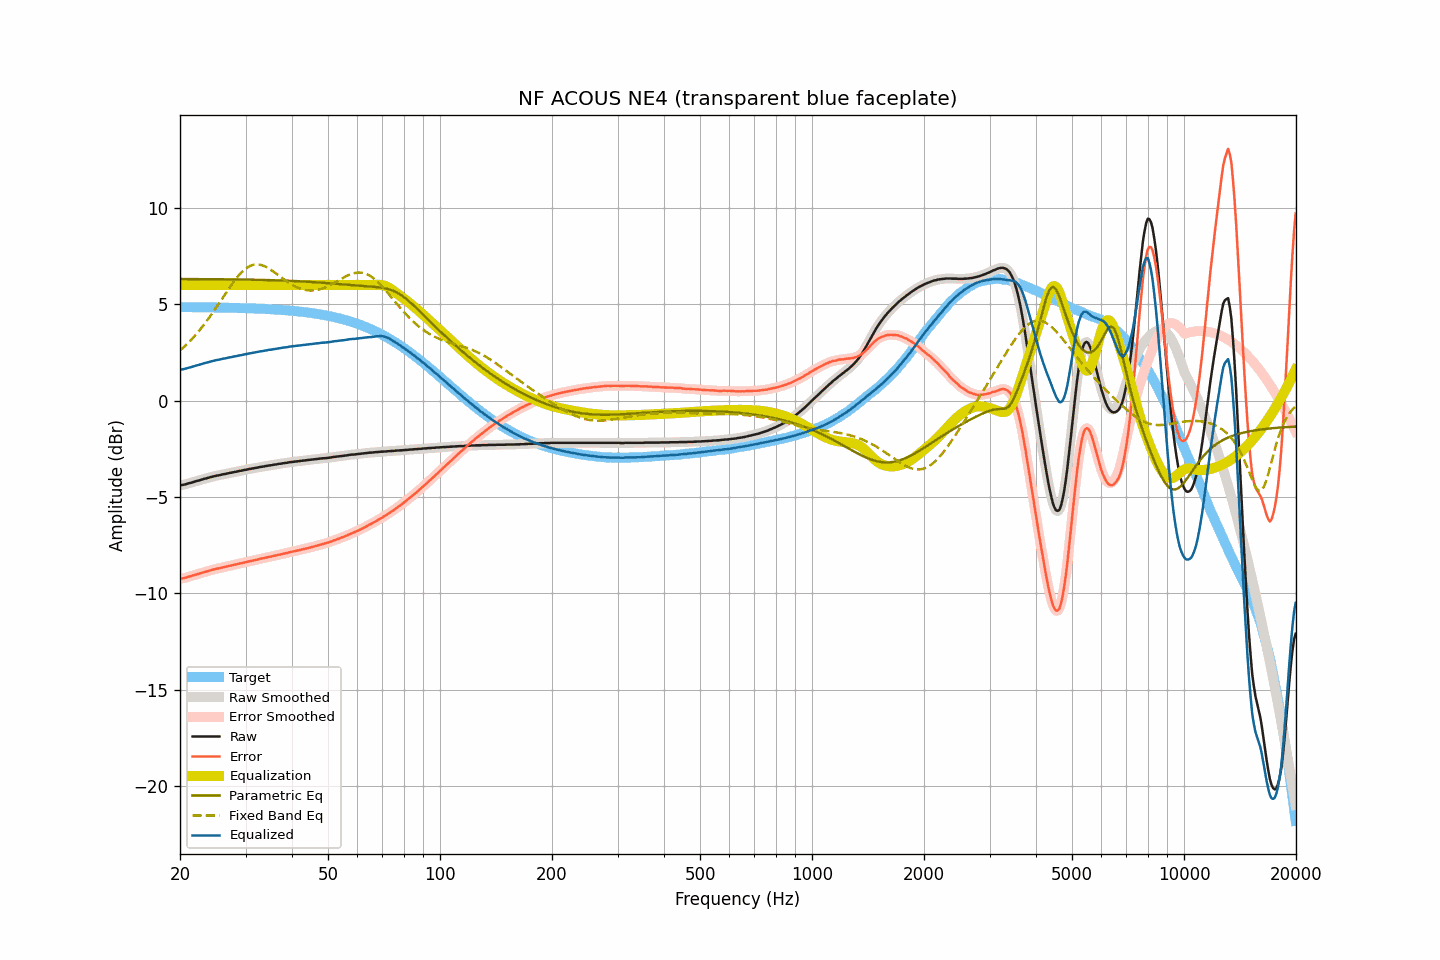 NF ACOUS NE4 (transparent blue faceplate)
Amplitude (dBr)
10
5
0
−5
−10
−15
−20
Target
Raw Smoothed
Error Smoothed
Raw
Error
Equalization
Parametric Eq
Fixed Band Eq
Equalized
20 50 100 200 500 1000 2000 5000 10000 20000
Frequency (Hz)